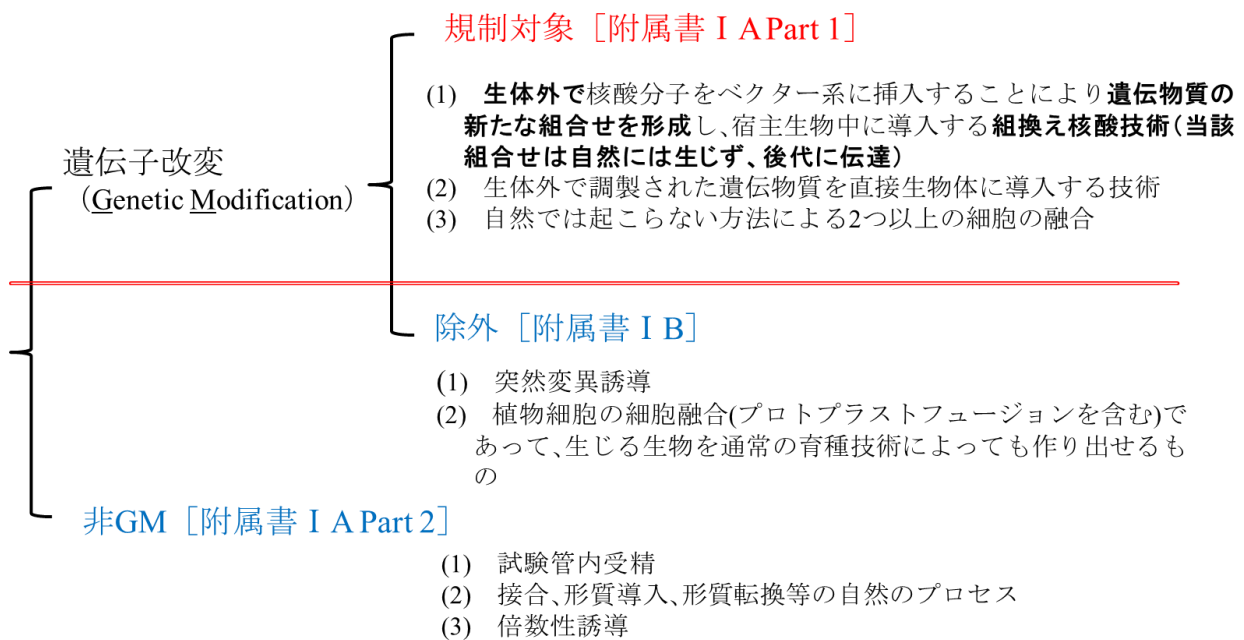 規制対象［附属書ⅠA Part 1］
(1) 生体外で核酸分子をベクター系に挿入することにより遺伝物質の
新たな組合せを形成し、宿主生物中に導入する組換え核酸技術（当該
組合せは自然には生じず、後代に伝達）
(2) 生体外で調製された遺伝物質を直接生物体に導入する技術
(3) 自然では起こらない方法による2つ以上の細胞の融合
遺伝子改変
（Genetic Modification）
除外［附属書ⅠB］
(1) 突然変異誘導
(2) 植物細胞の細胞融合(プロトプラストフュージョンを含む)で
あって、生じる生物を通常の育種技術によっても作り出せるも
の
非GM［附属書ⅠA Part 2］
(1) 試験管内受精
(2) 接合、形質導入、形質転換等の自然のプロセス
(3) 倍数性誘導